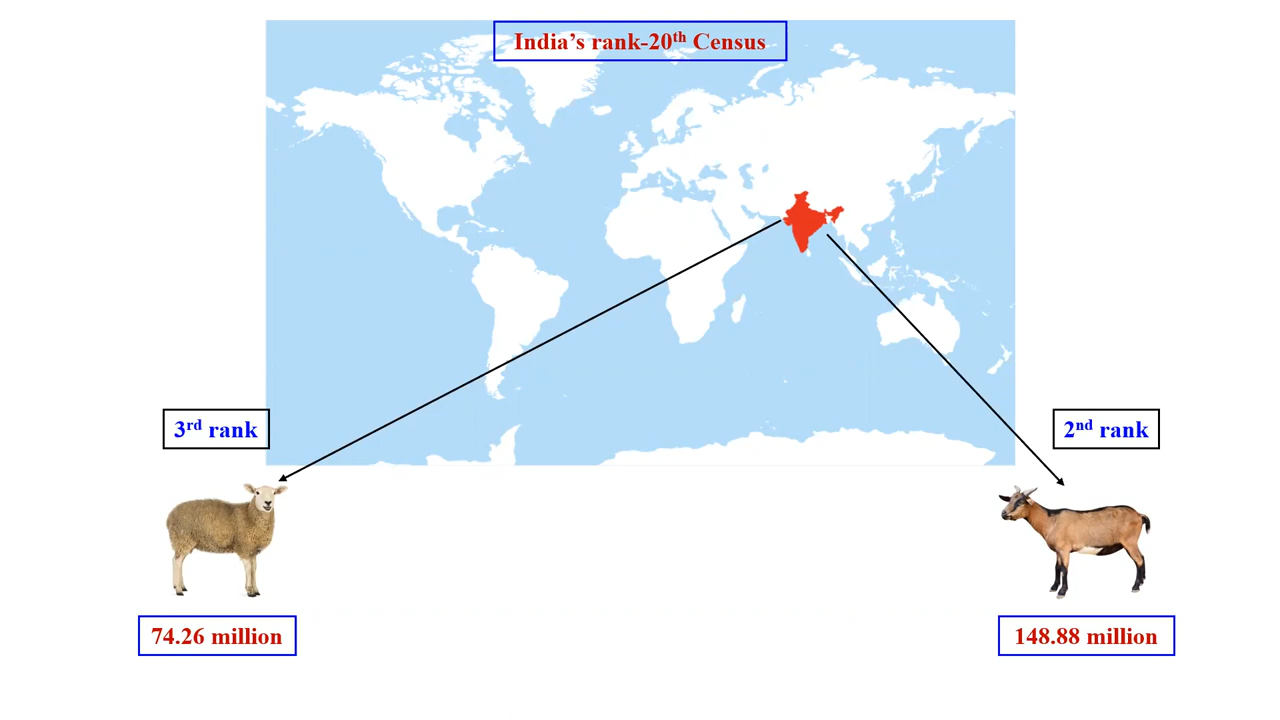 India’s rank-20th Census
3rd rank
2nd rank
74.26 million
148.88 million